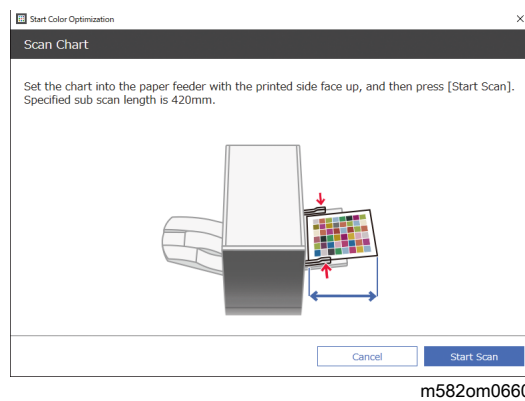 Start Color Optimization
Scan Chart
Set the chart into the paper feeder with the printed side face up, and then press [Start Scan].
Specified sub scan length is 420mm.
Cancel
Start Scan
m582om0660